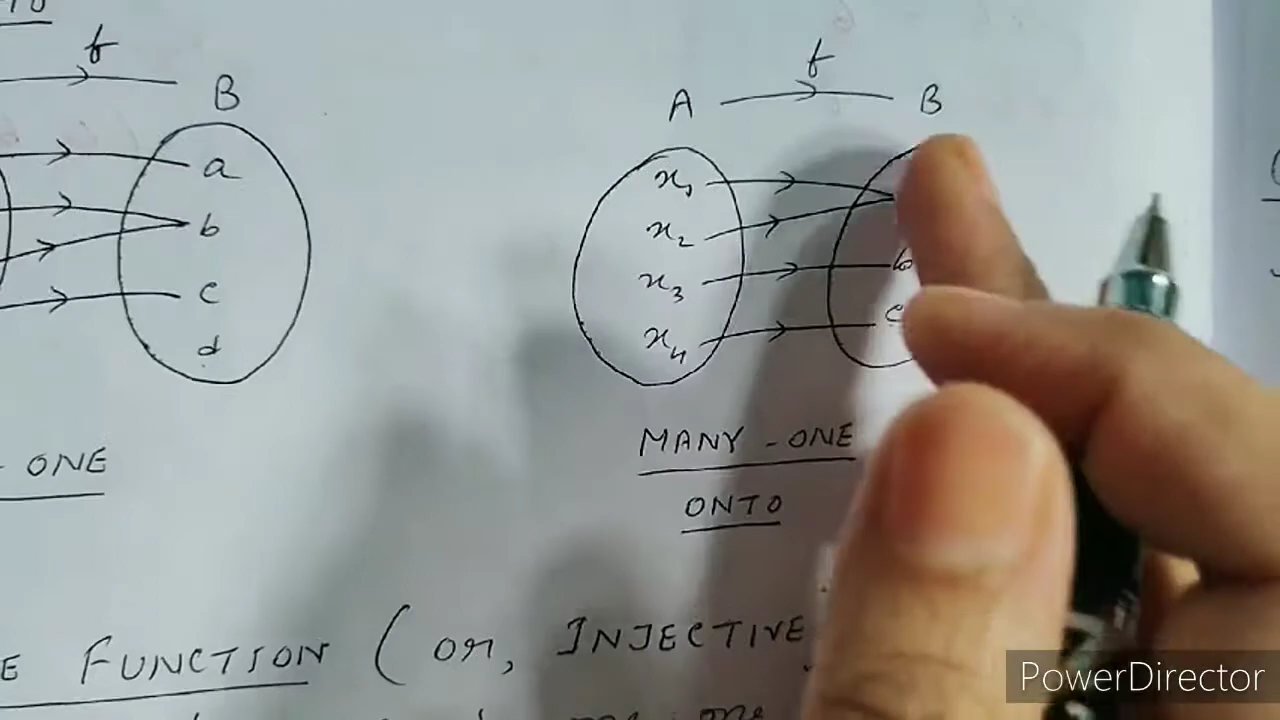 f
B
a
b
c
d
- ONE
f
A B
x₁
x₂
x₃ b
x₄ c
MANY - ONE
ONTO
FUNCTION ( or, INJECTIVE
PowerDirector